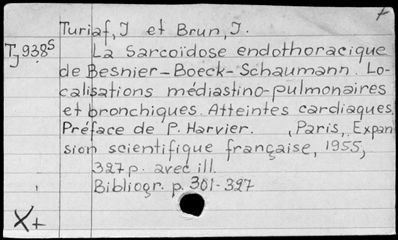 Turiaf, J et Brun, J.
Tj 938s La Sarcoïdose endothoracique
de Besnier-Boeck-Schaumann. Lo-
calisations médiastino-pulmonaires
et bronchiques. Atteintes cardiaques.
Préface de P. Harvier. , Paris, Expan
sion scientifique française, 1955,
327 p. avec ill.
Bibliogr. p. 301-327
X+